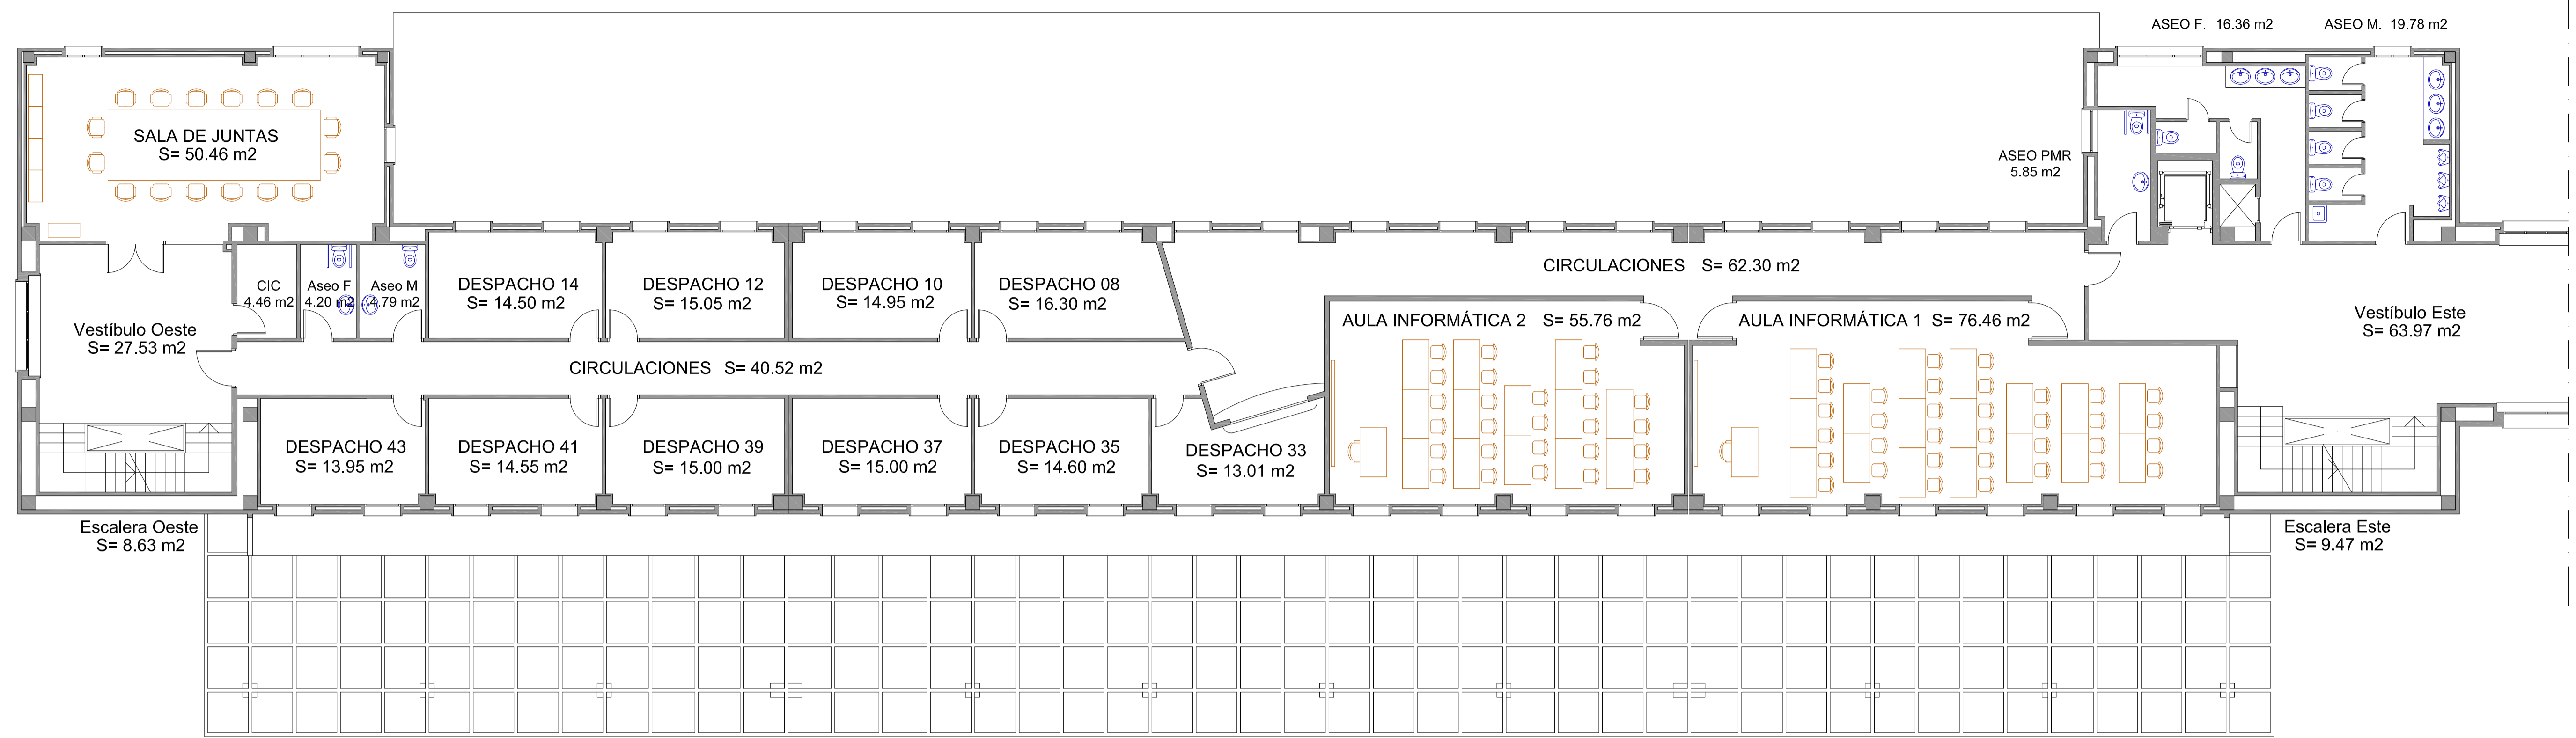 ASEO F. 16.36 m2
ASEO M. 19.78 m2
SALA DE JUNTAS
S= 50.46 m2
ASEO PMR
5.85 m2
CIRCULACIONES S= 62.30 m2
CIC
4.46 m2
Aseo F
4.20 m2
Aseo M
4.79 m2
DESPACHO 14
S= 14.50 m2
DESPACHO 12
S= 15.05 m2
DESPACHO 10
S= 14.95 m2
DESPACHO 08
S= 16.30 m2
Vestíbulo Oeste
S= 27.53 m2
AULA INFORMÁTICA 2 S= 55.76 m2
AULA INFORMÁTICA 1 S= 76.46 m2
Vestíbulo Este
S= 63.97 m2
CIRCULACIONES S= 40.52 m2
DESPACHO 43
S= 13.95 m2
DESPACHO 41
S= 14.55 m2
DESPACHO 39
S= 15.00 m2
DESPACHO 37
S= 15.00 m2
DESPACHO 35
S= 14.60 m2
DESPACHO 33
S= 13.01 m2
Escalera Oeste
S= 8.63 m2
Escalera Este
S= 9.47 m2